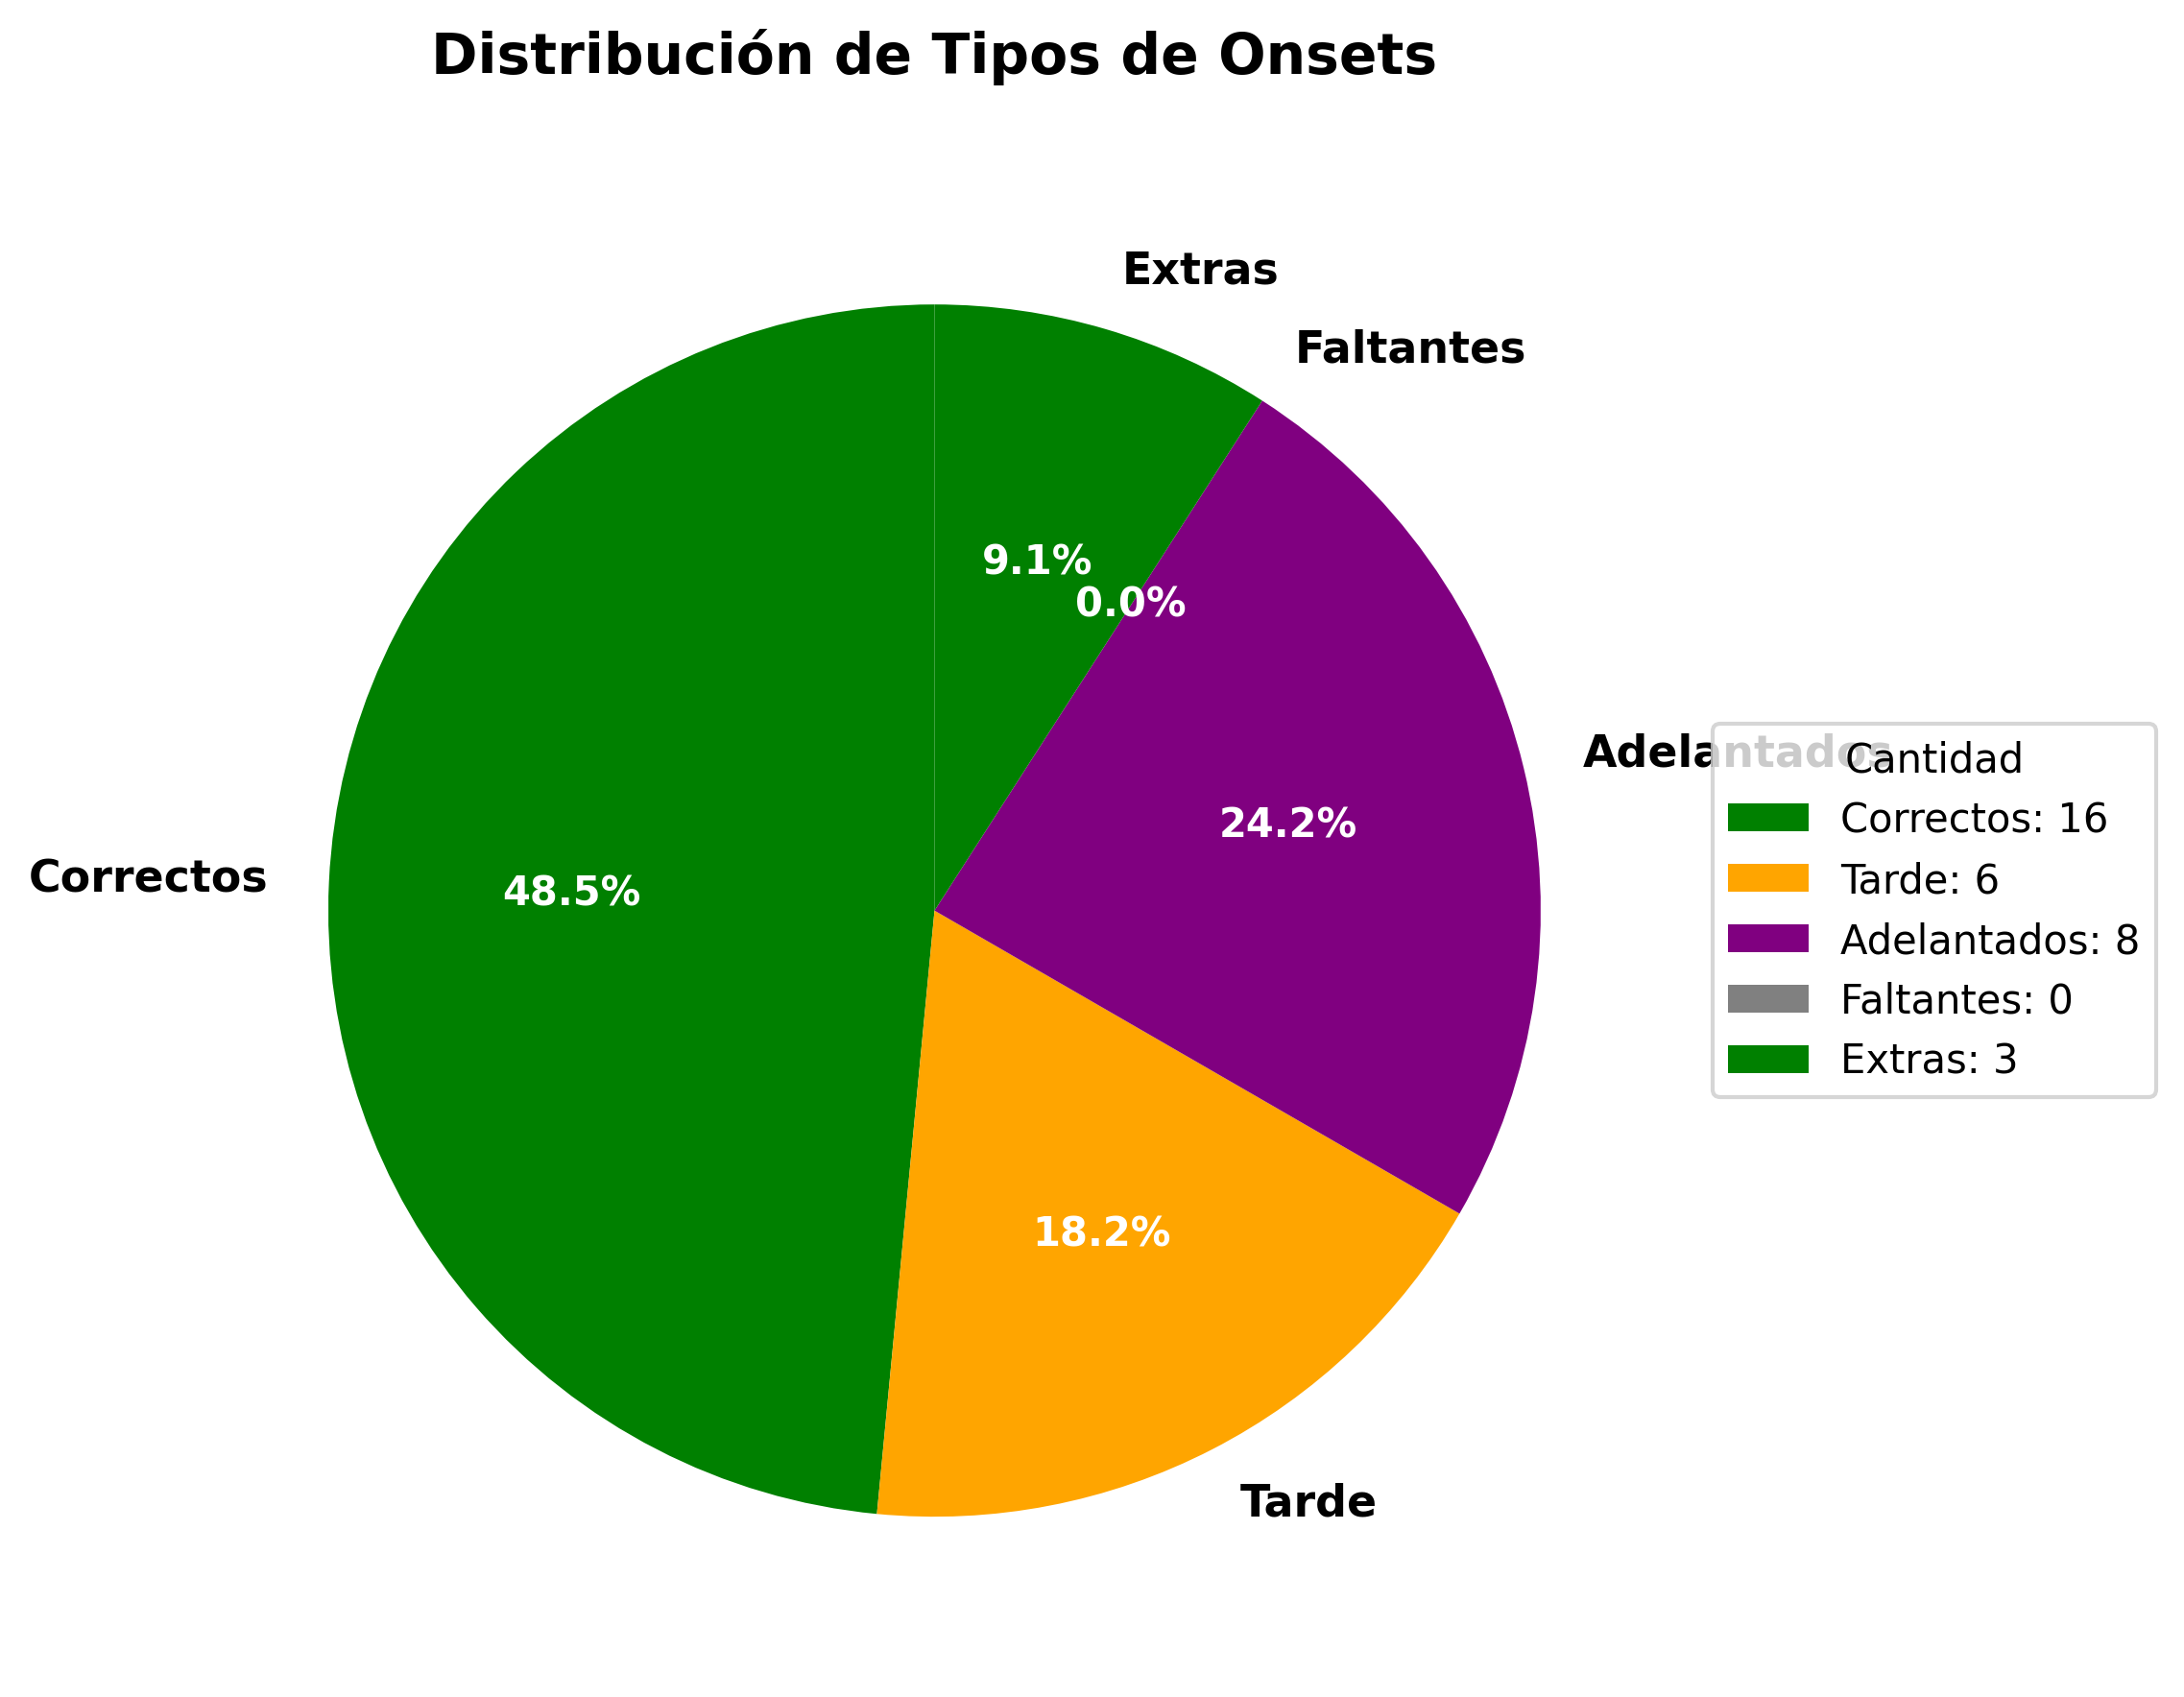 Distribución de Tipos de Onsets
Extras
Faltantes
9.1%
0.0%
Adelantados
24.2%
Correctos
48.5%
18.2%
Tarde
Cantidad
Correctos: 16
Tarde: 6
Adelantados: 8
Faltantes: 0
Extras: 3